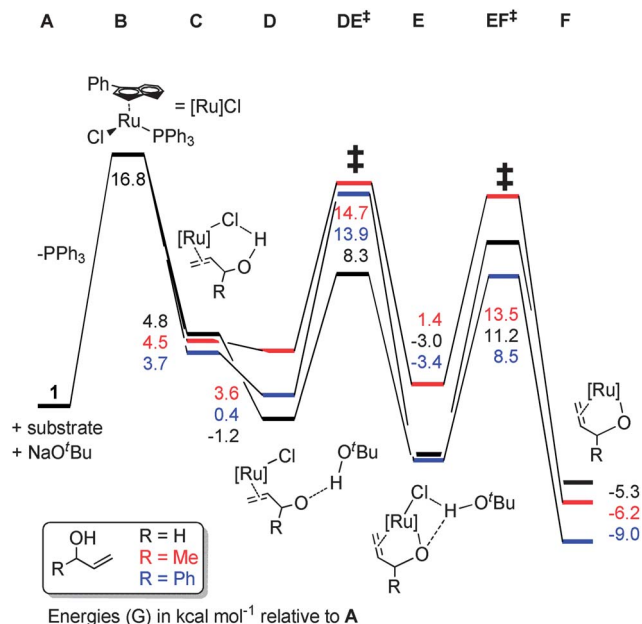 A B C D DE‡ E EF‡ F
Ph
Ru
Cl
PPh3
= [Ru]Cl
16.8
-PPh3
1
+ substrate
+ NaOtBu
[Ru]
Cl
H
O
R
4.8
4.5
3.7
3.6
0.4
-1.2
[Ru]
Cl
H
OtBu
O
R
‡
14.7
13.9
8.3
1.4
-3.0
-3.4
Cl
[Ru]
H
OtBu
O
R
‡
13.5
11.2
8.5
[Ru]
O
R
-5.3
-6.2
-9.0
OH
R
R = H
R = Me
R = Ph
Energies (G) in kcal mol-1 relative to A